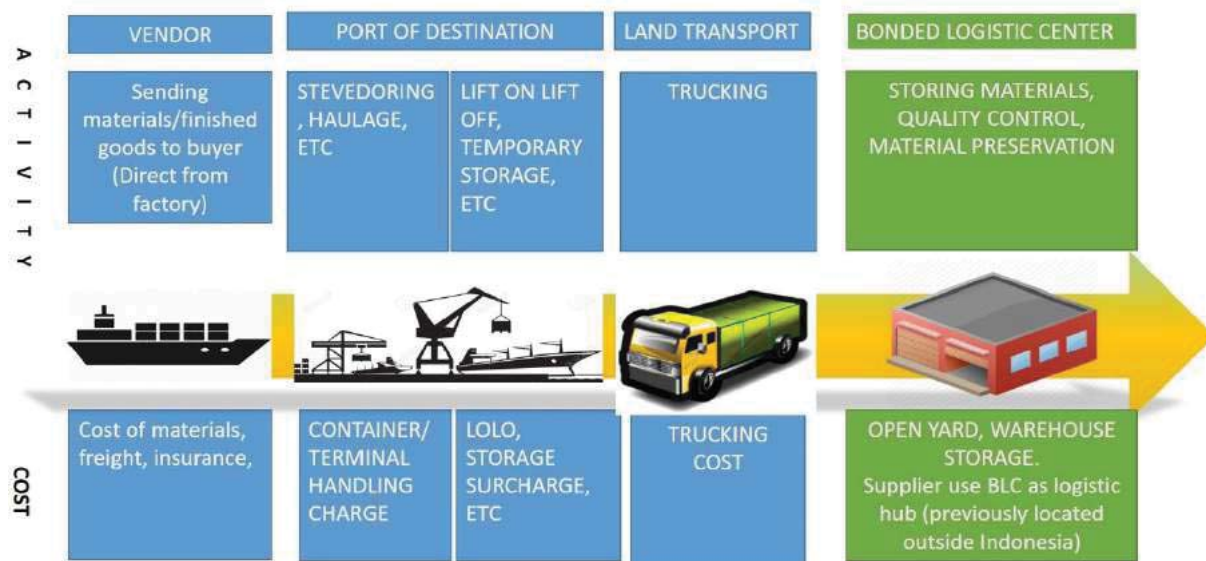 VENDOR
PORT OF DESTINATION
LAND TRANSPORT
BONDED LOGISTIC CENTER
ACTIVITY
Sending
materials/finished
goods to buyer
(Direct from
factory)
STEVEDORING
, HAULAGE,
ETC
LIFT ON LIFT
OFF,
TEMPORARY
STORAGE,
ETC
TRUCKING
STORING MATERIALS,
QUALITY CONTROL,
MATERIAL PRESERVATION
COST
Cost of materials,
freight, insurance,
CONTAINER/
TERMINAL
HANDLING
CHARGE
LOLO,
STORAGE
SURCHARGE,
ETC
TRUCKING
COST
OPEN YARD, WAREHOUSE
STORAGE.
Supplier use BLC as logistic
hub (previously located
outside Indonesia)